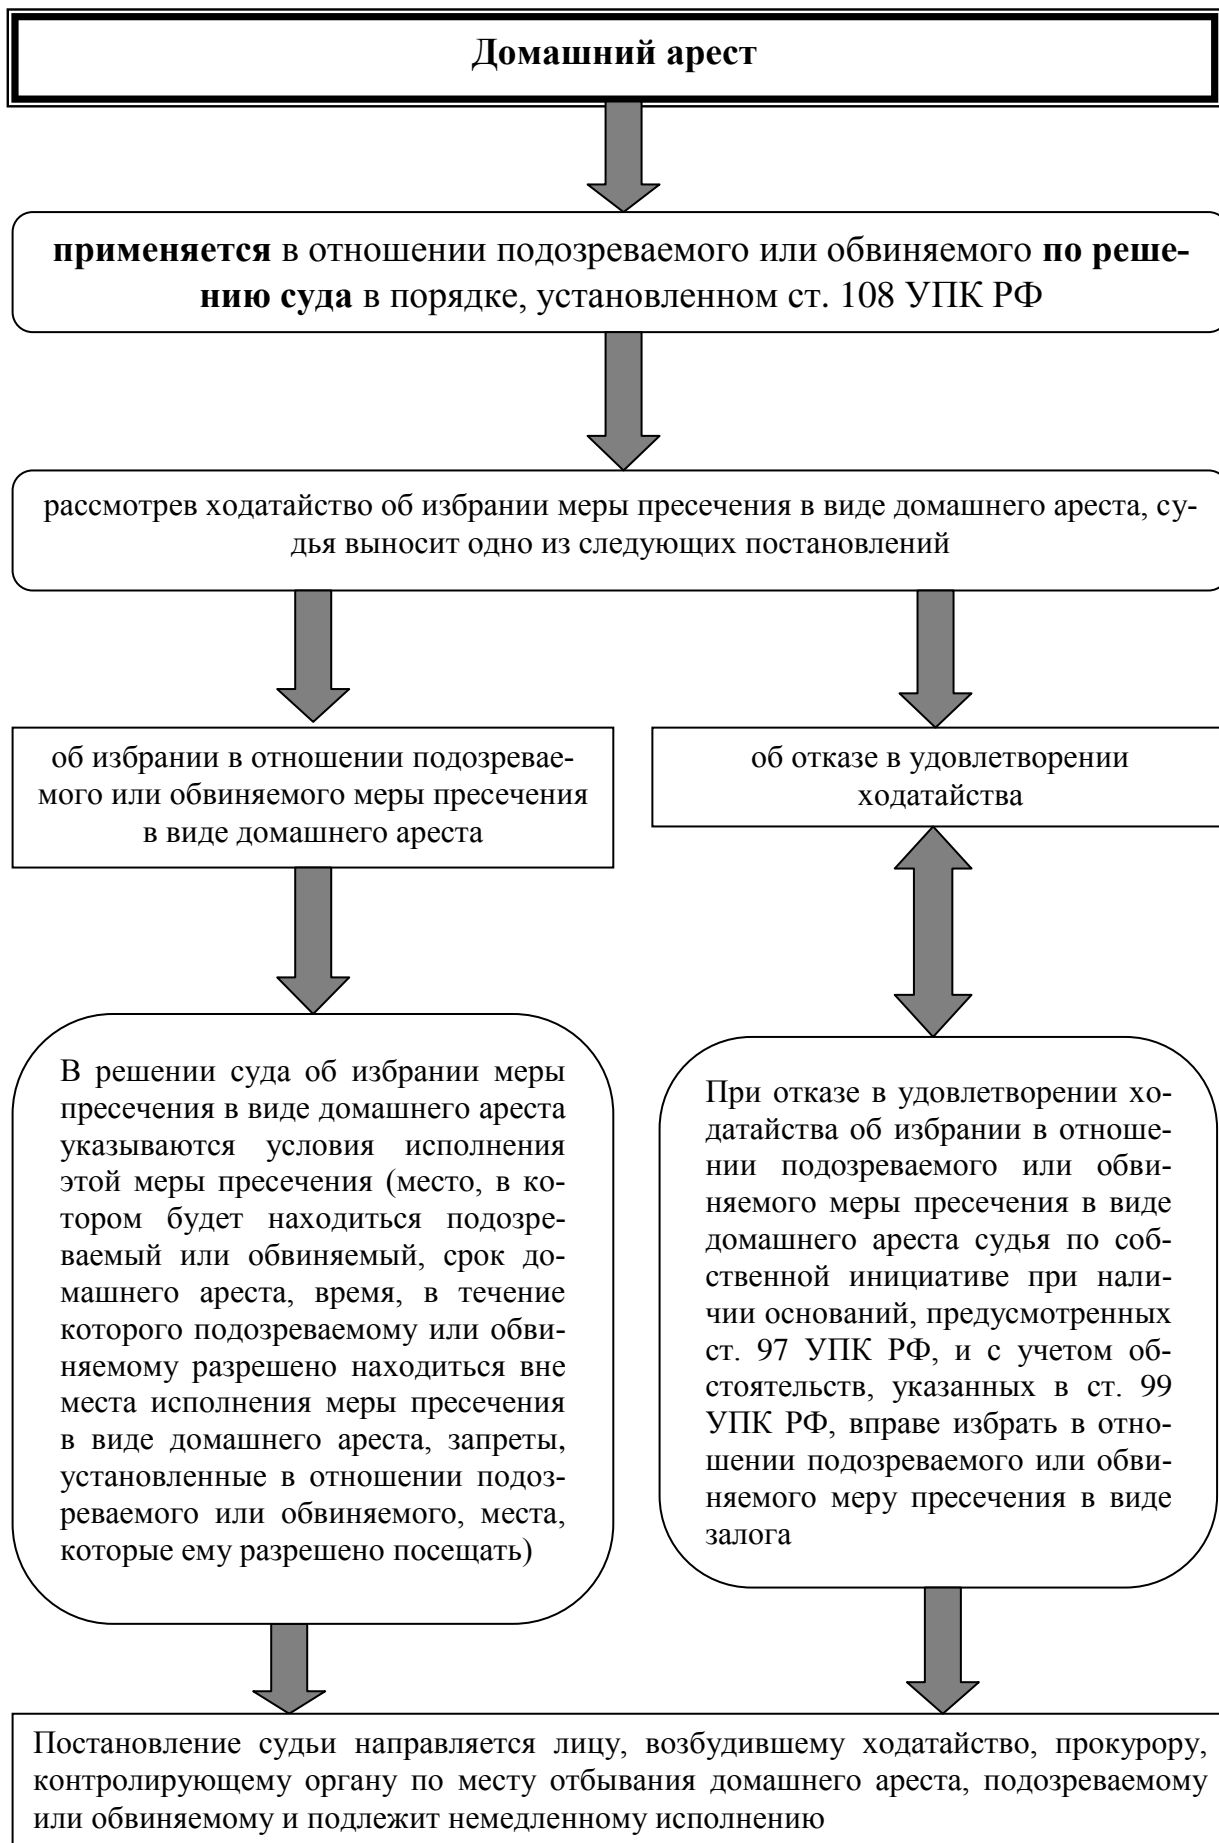 Домашний арест
применяется в отношении подозреваемого или обвиняемого по реше-
нию суда в порядке, установленном ст. 108 УПК РФ
рассмотрев ходатайство об избрании меры пресечения в виде домашнего ареста, су-
дья выносит одно из следующих постановлений
об избрании в отношении подозревае-
мого или обвиняемого меры пресечения
в виде домашнего ареста
об отказе в удовлетворении
ходатайства
В решении суда об избрании меры
пресечения в виде домашнего ареста
указываются условия исполнения
этой меры пресечения (место, в ко-
тором будет находиться подозре-
ваемый или обвиняемый, срок до-
машнего ареста, время, в течение
которого подозреваемому или обви-
няемому разрешено находиться вне
места исполнения меры пресечения
в виде домашнего ареста, запреты,
установленные в отношении подоз-
реваемого или обвиняемого, места,
которые ему разрешено посещать)
При отказе в удовлетворении хо-
датайства об избрании в отноше-
нии подозреваемого или обви-
няемого меры пресечения в виде
домашнего ареста судья по соб-
ственной инициативе при нали-
чии оснований, предусмотренных
ст. 97 УПК РФ, и с учетом об-
стоятельств, указанных в ст. 99
УПК РФ, вправе избрать в отно-
шении подозреваемого или обви-
няемого меру пресечения в виде
залога
Постановление судьи направляется лицу, возбудившему ходатайство, прокурору,
контролирующему органу по месту отбывания домашнего ареста, подозреваемому
или обвиняемому и подлежит немедленному исполнению